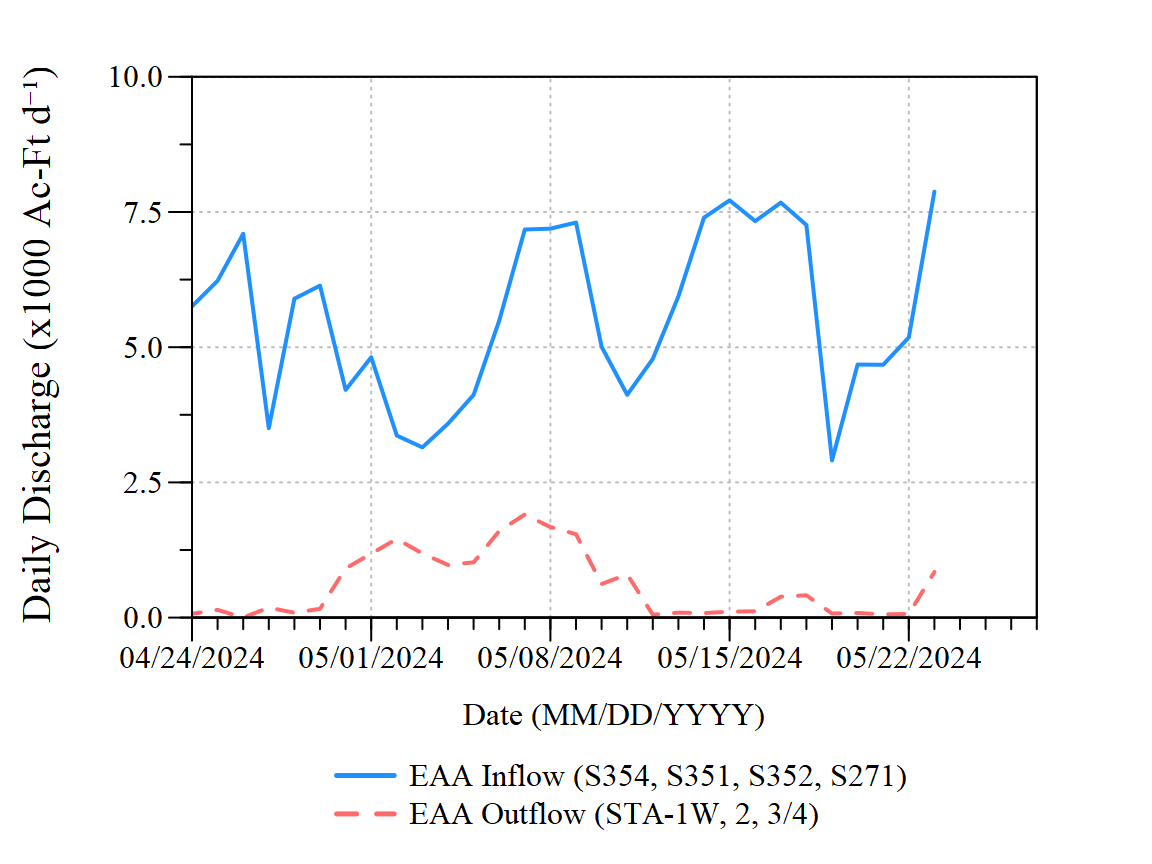 Daily Discharge (x1000 Ac-Ft d⁻¹)
10.0
7.5
5.0
2.5
0.0
04/24/2024 05/01/2024 05/08/2024 05/15/2024 05/22/2024
Date (MM/DD/YYYY)
EAA Inflow (S354, S351, S352, S271)
EAA Outflow (STA-1W, 2, 3/4)